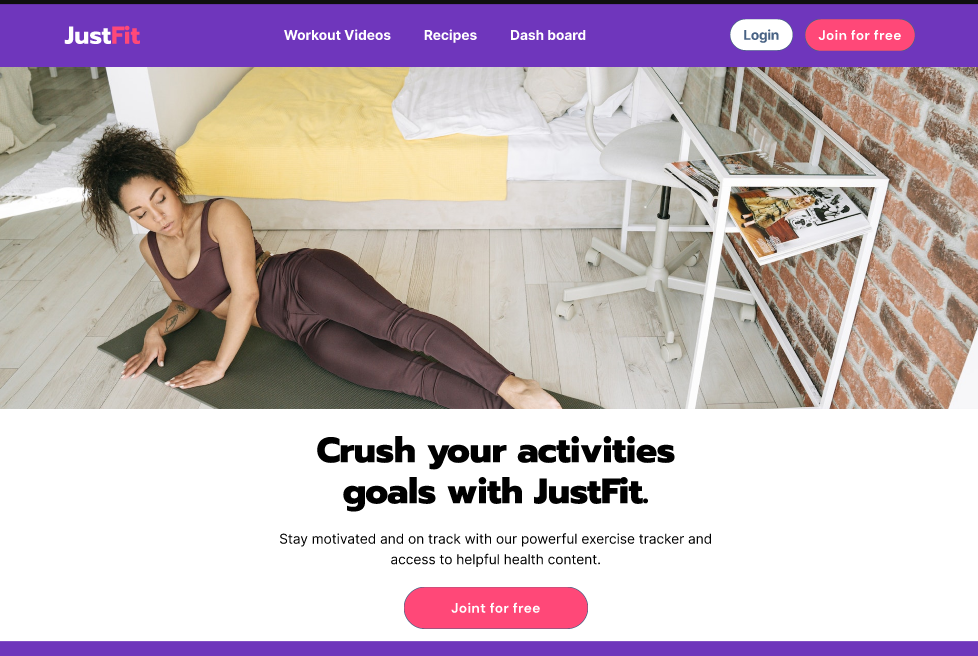 JustFit
Workout Videos
Recipes
Dash board
Login
Join for free
Crush your activities
goals with JustFit.
Stay motivated and on track with our powerful exercise tracker and
access to helpful health content.
Joint for free